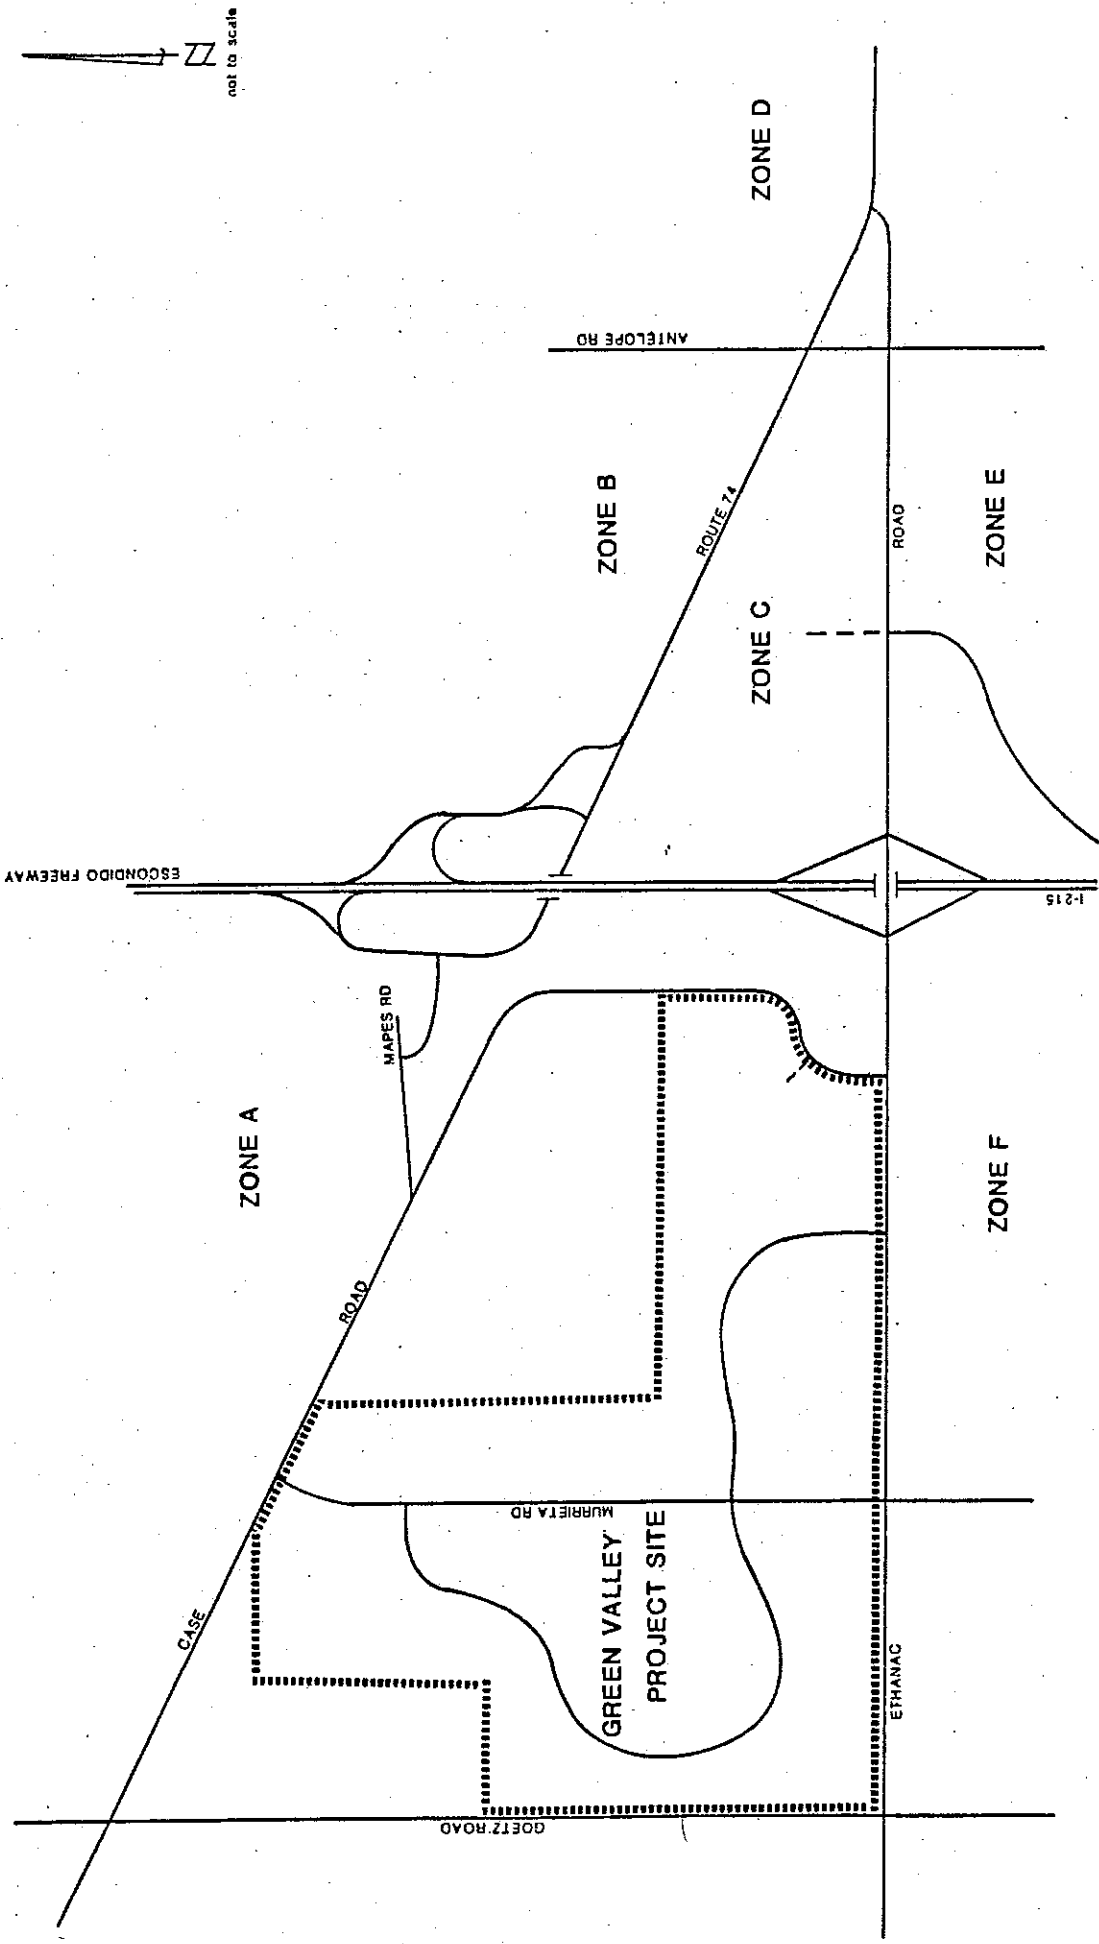 not to scale
ZONE D
ANTELOPE RD
ZONE B
ROUTE 74
ROAD
ZONE E
ZONE C
ESCONDIDO FREEWAY
I-215
MAPES RD
ZONE A
ROAD
ZONE F
MURRIETA RD
GREEN VALLEY
PROJECT SITE
CASE
ETHANAC
GOETZ ROAD